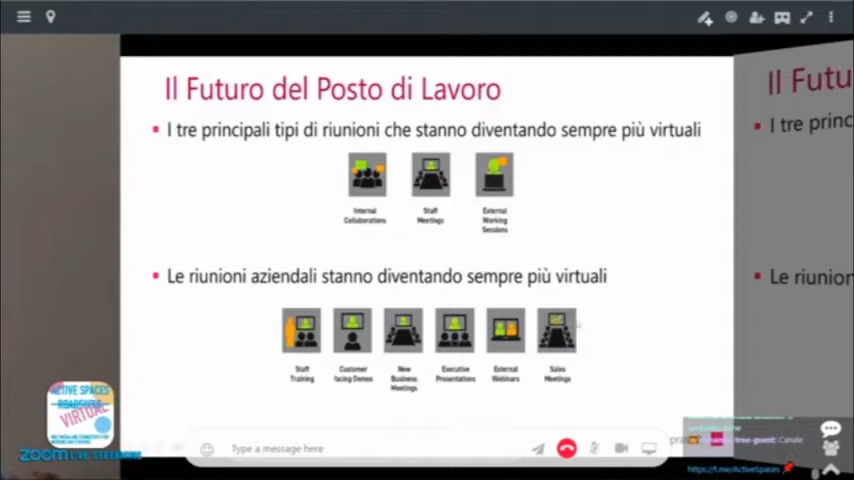 Il Futuro del Posto di Lavoro
I tre principali tipi di riunioni che stanno diventando sempre più virtuali
Internal
Collaborations
Staff
Meetings
External
Working
Sessions
Le riunioni aziendali stanno diventando sempre più virtuali
Staff
Training
Customer
facing Demos
New
Business
Meetings
Executive
Presentations
External
Webinars
Sales
Meetings
Il Futu
I tre princ
Le riunion
ACTIVE SPACES
ROADSHOW
VIRTUAL
zoom LIVE STREAMING
Type a message here
guest: Canale
https://t.me/ActiveSpaces